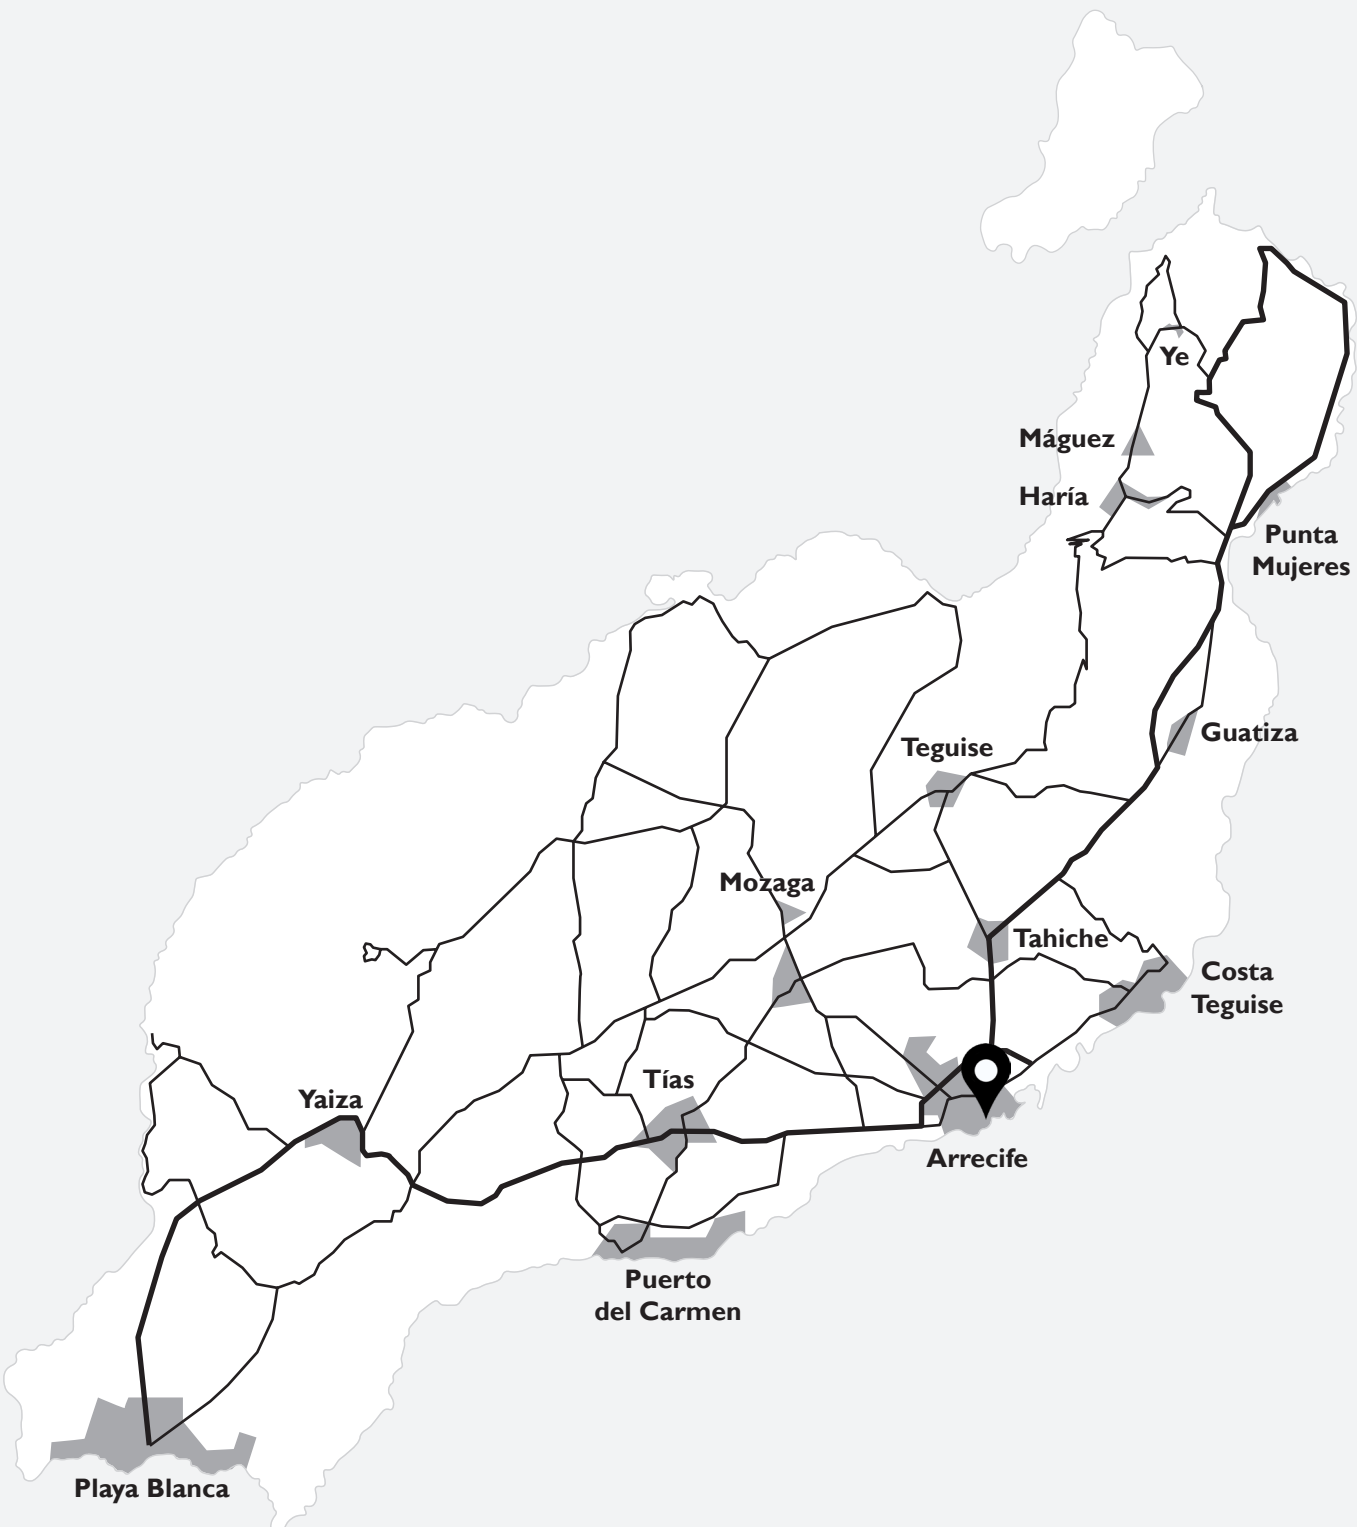 Ye
Máguez
Haría
Punta
Mujeres
Guatiza
Teguise
Mozaga
Tahiche
Costa
Teguise
Tías
Yaiza
Arrecife
Puerto
del Carmen
Playa Blanca